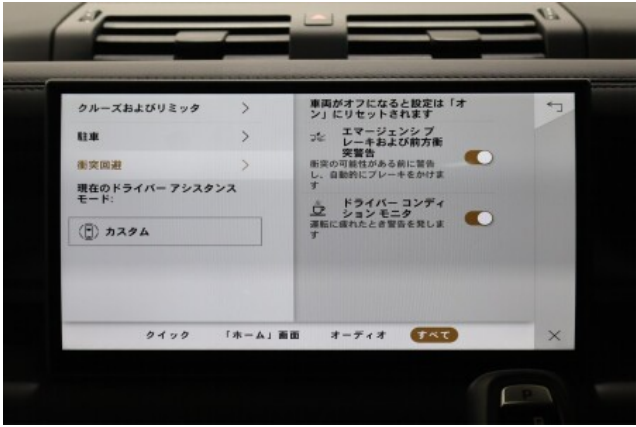 クルーズおよびリミッタ
駐車
衝突回避
現在のドライバー アシスタンス
モード:
カスタム
車両がオフになると設定は「オ
ン」にリセットされます
エマージェンシ ブ
レーキおよび前方衝
突警告
衝突の可能性がある前に警告
し、自動的にブレーキをかけま
す
ドライバー コンディ
ション モニタ
運転に疲れたとき警告を発しま
す
クイック
「ホーム」画面
オーディオ
すべて
P